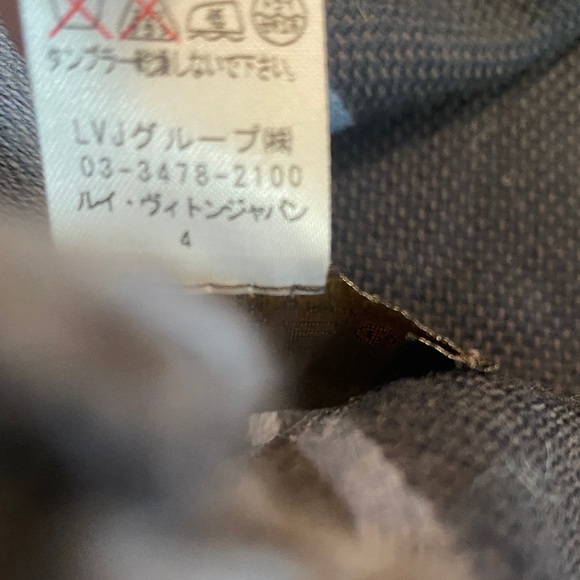 タンブラー乾燥しないで下さい。
LVJグループ㈱
03-3478-2100
ルイ・ヴィトンジャパン
4